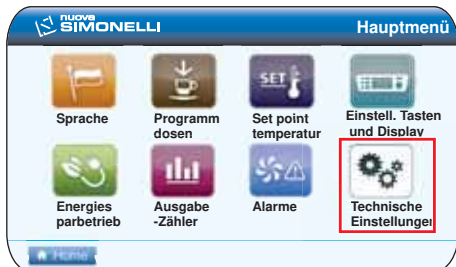 nuova
SIMONELLI
Hauptmenü
Sprache
Programm
dosen
SET
Set point
temperatur
Einstell. Tasten
und Display
Energies
parbetrieb
Ausgabe
-Zähler
Alarme
Technische
Einstellungen
Home